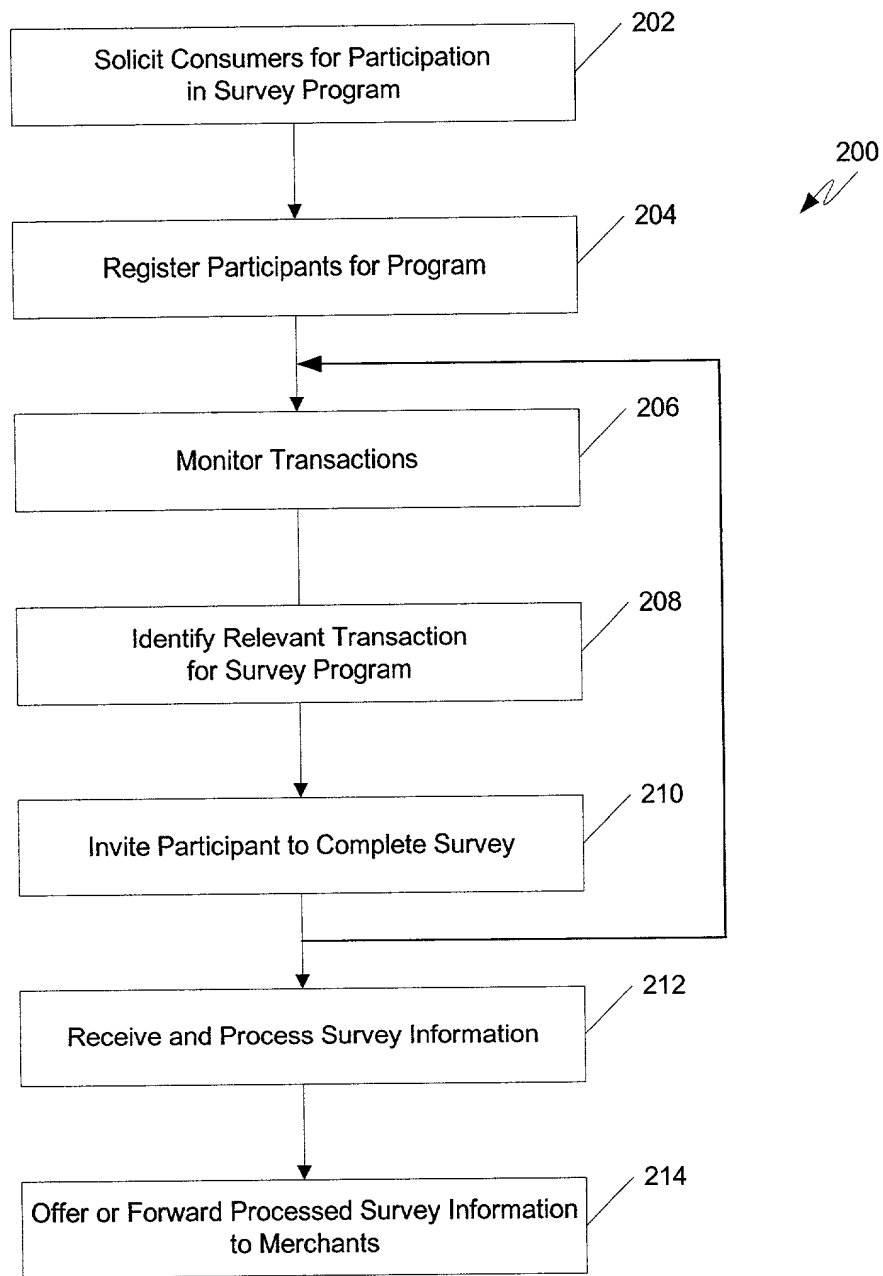 202
Solicit Consumers for Participation
in Survey Program
200
204
Register Participants for Program
206
Monitor Transactions
208
Identify Relevant Transaction
for Survey Program
210
Invite Participant to Complete Survey
212
Receive and Process Survey Information
214
Offer or Forward Processed Survey Information
to Merchants